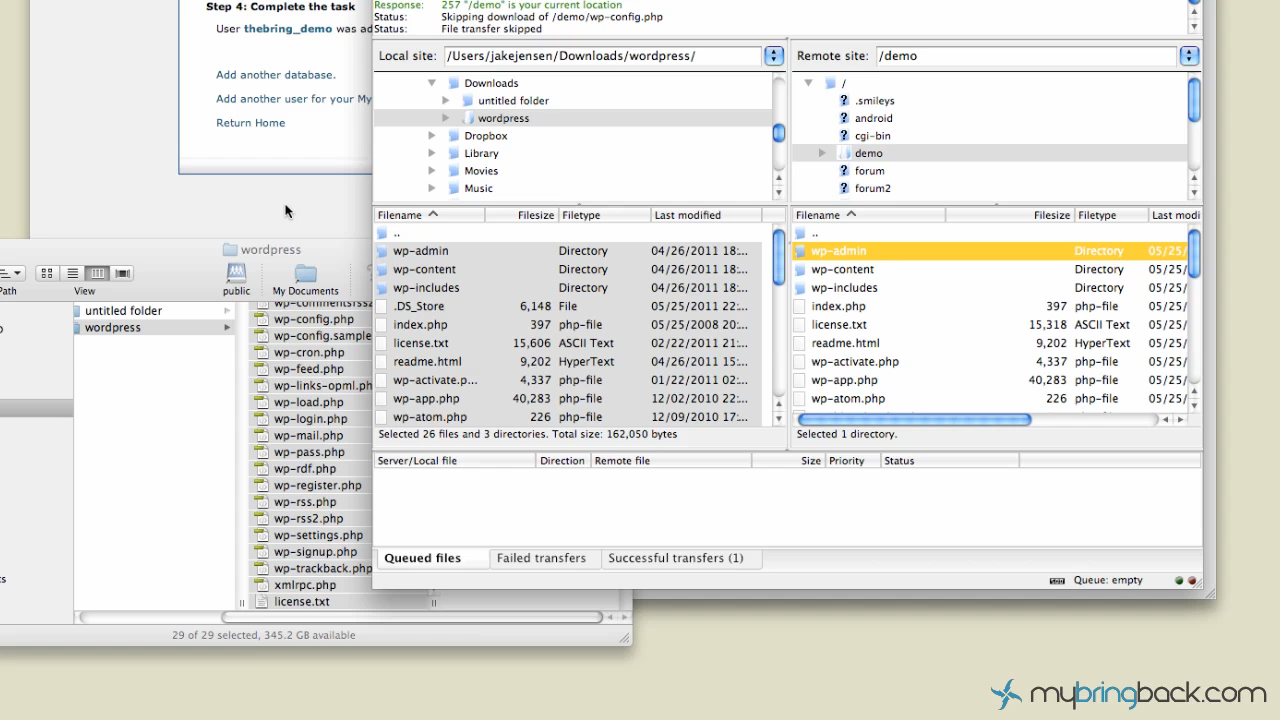 Step 4: Complete the task
User thebring_demo was ad
Add another database.
Add another user for your My
Return Home
Response: 257 "/demo" is your current location
Status: Skipping download of /demo/wp-config.php
Status: File transfer skipped
Local site: /Users/jakejensen/Downloads/wordpress/
Downloads
untitled folder
wordpress
Dropbox
Library
Movies
Music
Remote site: /demo
/
.smileys
android
cgi-bin
demo
forum
forum2
Filename Filesize Filetype Last modified
..
wp-admin Directory 04/26/2011 18:...
wp-content Directory 04/26/2011 18:...
wp-includes Directory 04/26/2011 18:...
.DS_Store 6,148 File 05/25/2011 22:...
index.php 397 php-file 05/25/2008 20:...
license.txt 15,606 ASCII Text 02/22/2011 21:...
readme.html 9,202 HyperText 04/26/2011 15:...
wp-activate.p... 4,337 php-file 01/22/2011 21:...
wp-app.php 40,283 php-file 12/02/2010 22:...
wp-atom.php 226 php-file 12/09/2010 17:...
Selected 26 files and 3 directories. Total size: 162,050 bytes
Filename Filesize Filetype Last modi
..
wp-admin Directory 05/25/
wp-content Directory 05/25/
wp-includes Directory 05/25/
index.php 397 php-file 05/25/
license.txt 15,318 ASCII Text 05/25/
readme.html 9,202 HyperText 05/25/
wp-activate.php 4,337 php-file 05/25/
wp-app.php 40,283 php-file 05/25/
wp-atom.php 226 php-file 05/25/
Selected 1 directory.
Server/Local file Direction Remote file Size Priority Status
Queued files Failed transfers Successful transfers (1)
Queue: empty
wordpress
Path View public My Documents
untitled folder
wordpress
wp-commentsrss2
wp-config.php
wp-config.sample
wp-cron.php
wp-feed.php
wp-links-opml.ph
wp-load.php
wp-login.php
wp-mail.php
wp-pass.php
wp-rdf.php
wp-register.php
wp-rss.php
wp-rss2.php
wp-settings.php
wp-signup.php
wp-trackback.php
xmlrpc.php
license.txt
29 of 29 selected, 345.2 GB available
mybringback.com